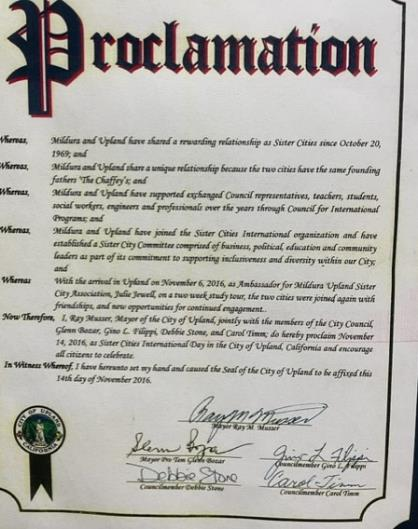 Proclamation
Whereas, Mildura and Upland have shared a rewarding relationship as Sister Cities since October 20,
1969; and
Whereas, Mildura and Upland share a unique relationship because the two cities have the same founding
fathers 'The Chaffey's; and
Whereas, Mildura and Upland have supported exchanged Council representatives, teachers, students,
social workers, engineers and professionals over the years through Council for International
Programs; and
Whereas, Mildura and Upland have joined the Sister Cities International organization and have
established a Sister City Committee comprised of business, political, education and community
leaders as part of its commitment to supporting inclusiveness and diversity within our City;
and
Whereas With the arrival in Upland on November 6, 2016, as Ambassador for Mildura Upland Sister
City Association, Julie Jewell, on a two week study tour, the two cities were joined again with
friendships, and new opportunities for continued engagement..
Now Therefore, I, Ray Musser, Mayor of the City of Upland, jointly with the members of the City Council,
Glenn Bozar, Gino L. Filippi, Debbie Stone, and Carol Timm; do hereby proclaim November
14, 2016, as Sister Cities International Day in the City of Upland, California and encourage
all citizens to celebrate.
In Witness Whereof, I have hereunto set my hand and caused the Seal of the City of Upland to be affixed this
14th day of November 2016.
CITY OF UPLAND
CALIFORNIA
Ray M Musser
Mayor Ray M. Musser
Glenn Bozar
Mayor Pro Tem Glenn Bozar
Gino L. Filippi
Councilmember Gino L. Filippi
Debbie Stone
Councilmember Debbie Stone
Carol Timm
Councilmember Carol Timm